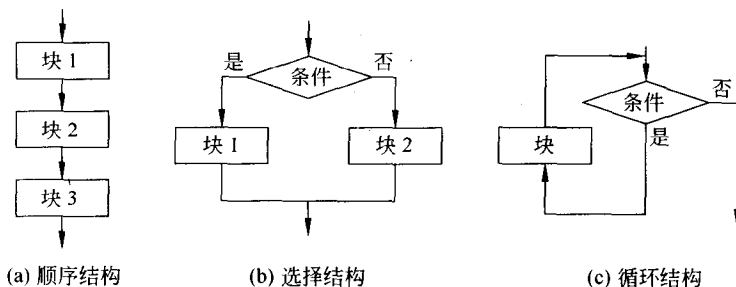 块 1
块 2
块 3
(a) 顺序结构
是
条件
否
块 1
块 2
(b) 选择结构
条件
否
是
块
(c) 循环结构